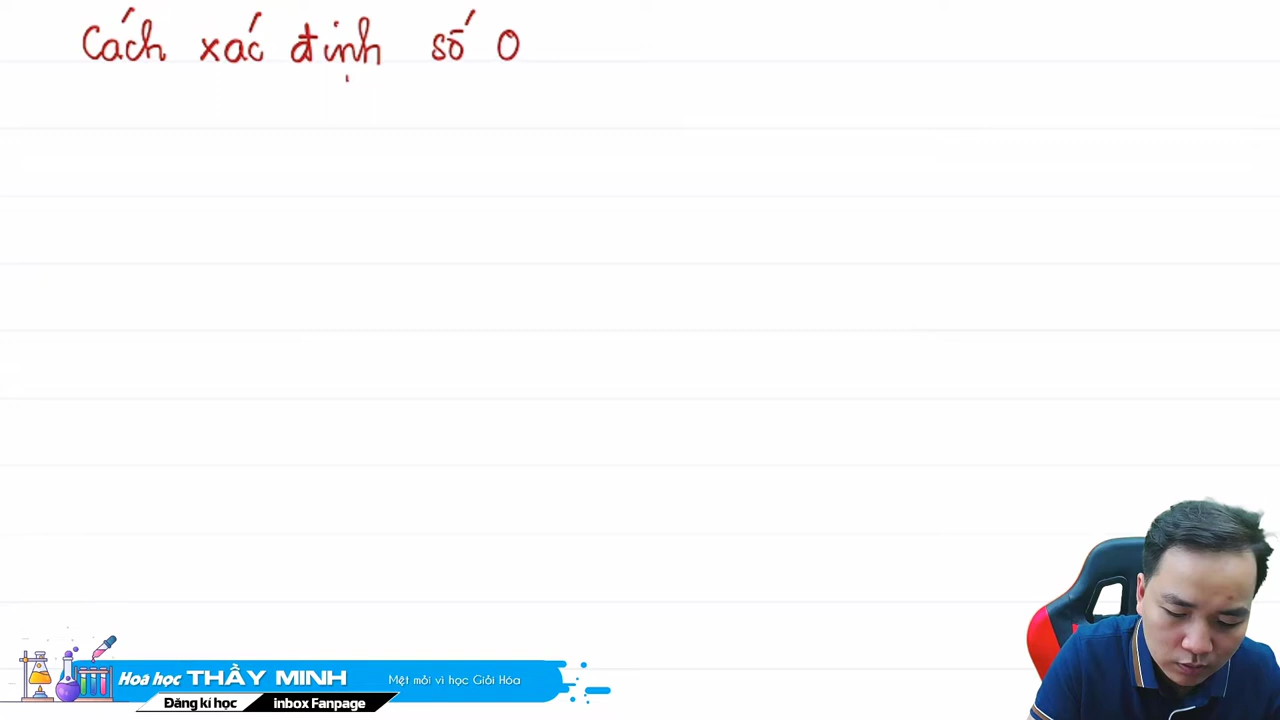 Cách xác định số O
Hoá học THẦY MINH
Mệt mỏi vì học Giỏi Hóa
Đăng kí học
inbox Fanpage